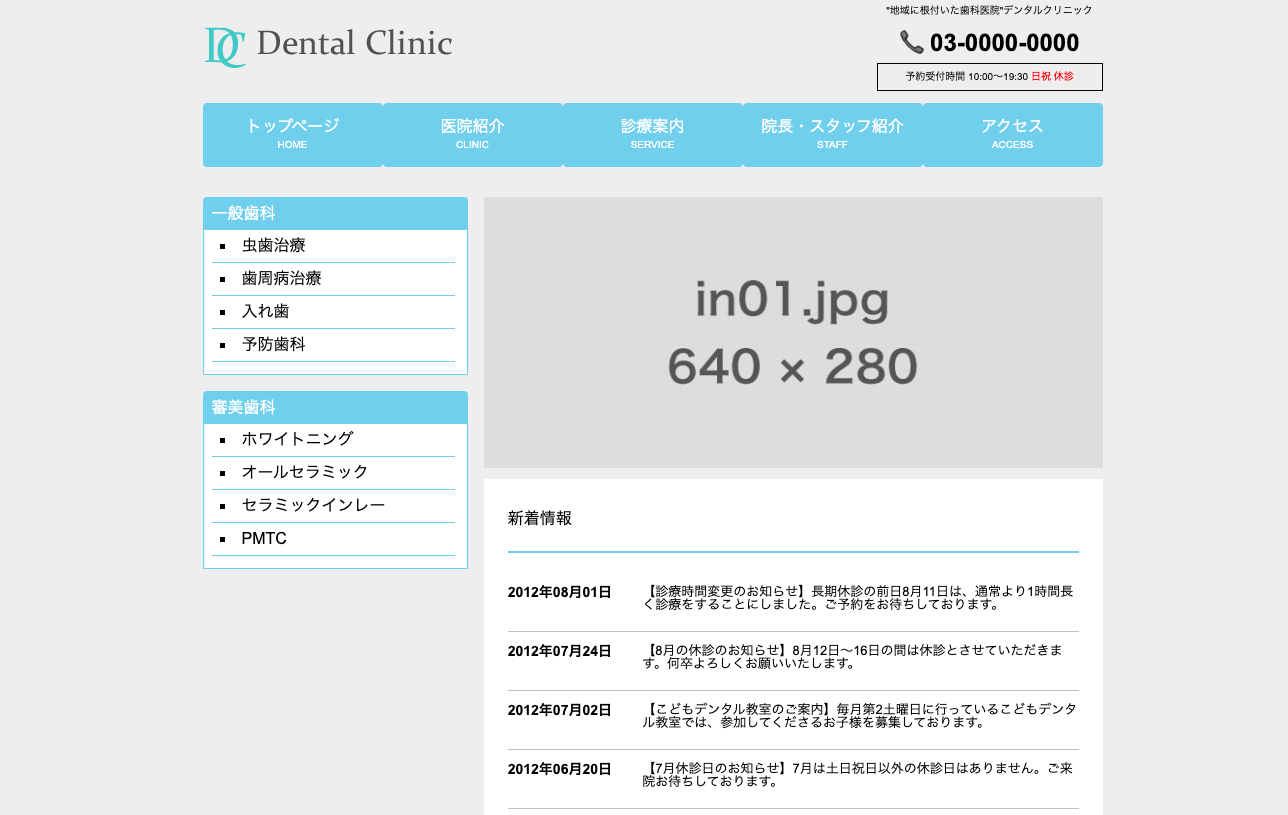 "地域に根付いた歯科医院"デンタルクリニック
DC Dental Clinic
03-0000-0000
予約受付時間 10:00〜19:30 日祝 休診
トップページ
HOME
医院紹介
CLINIC
診療案内
SERVICE
院長・スタッフ紹介
STAFF
アクセス
ACCESS
一般歯科
虫歯治療
歯周病治療
入れ歯
予防歯科
審美歯科
ホワイトニング
オールセラミック
セラミックインレー
PMTC
in01.jpg
640 × 280
新着情報
2012年08月01日
【診療時間変更のお知らせ】長期休診の前日8月11日は、通常より1時間長
く診療をすることにしました。ご予約をお待ちしております。
2012年07月24日
【8月の休診のお知らせ】8月12日〜16日の間は休診とさせていただきま
す。何卒よろしくお願いいたします。
2012年07月02日
【こどもデンタル教室のご案内】毎月第2土曜日に行っているこどもデンタ
ル教室では、参加してくださるお子様を募集しております。
2012年06月20日
【7月休診日のお知らせ】7月は土日祝日以外の休診日はありません。ご来
院お待ちしております。